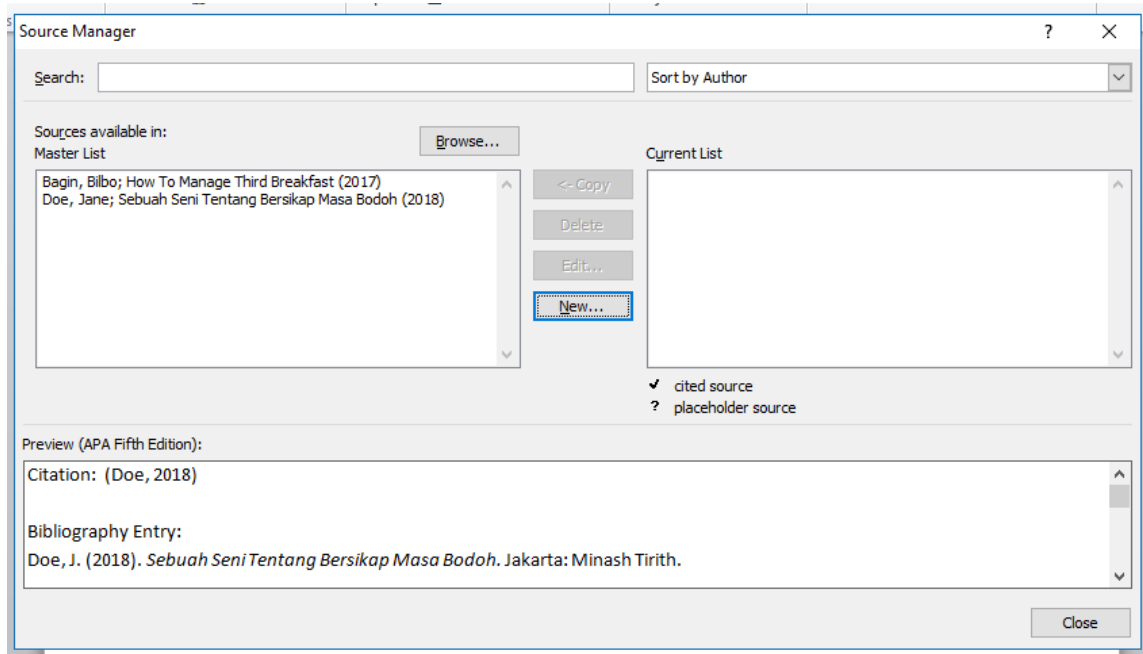 Source Manager
?
Search:
Sort by Author
Sources available in:
Master List
Browse...
Current List
Bagin, Bilbo; How To Manage Third Breakfast (2017)
Doe, Jane; Sebuah Seni Tentang Bersikap Masa Bodoh (2018)
<- Copy
Delete
Edit...
New...
cited source
? placeholder source
Preview (APA Fifth Edition):
Citation: (Doe, 2018)
Bibliography Entry:
Doe, J. (2018). Sebuah Seni Tentang Bersikap Masa Bodoh. Jakarta: Minash Tirith.
Close